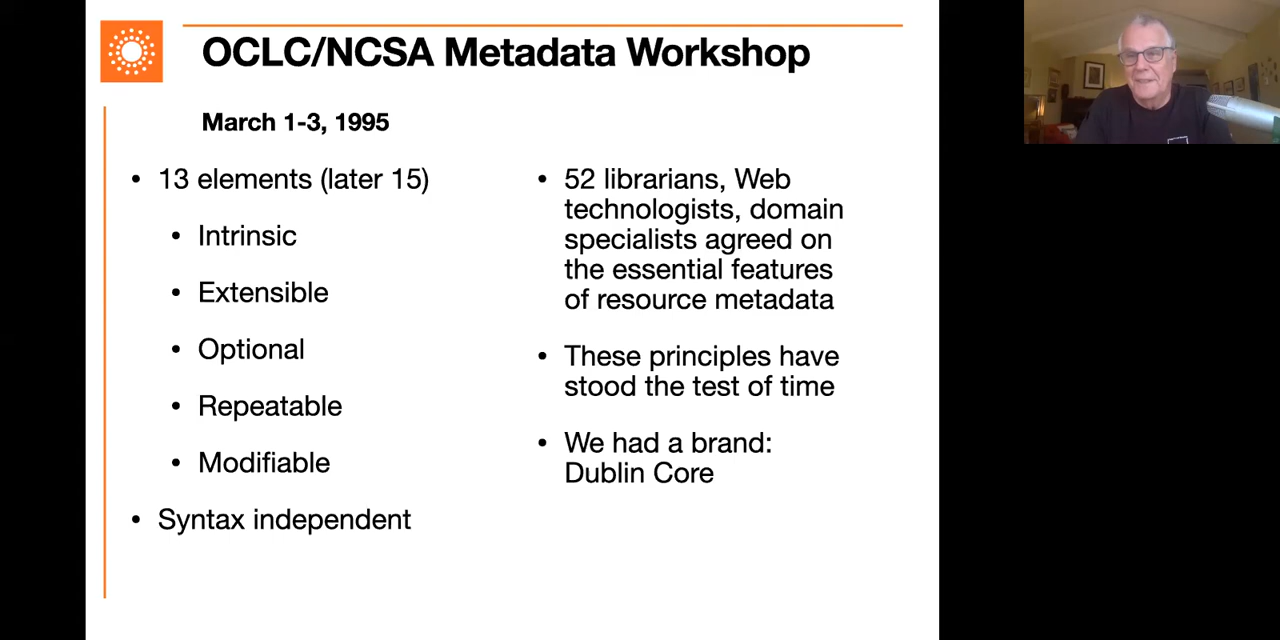 OCLC/NCSA Metadata Workshop
March 1-3, 1995
• 13 elements (later 15)
• Intrinsic
• Extensible
• Optional
• Repeatable
• Modifiable
• Syntax independent
• 52 librarians, Web
technologists, domain
specialists agreed on
the essential features
of resource metadata
• These principles have
stood the test of time
• We had a brand:
Dublin Core